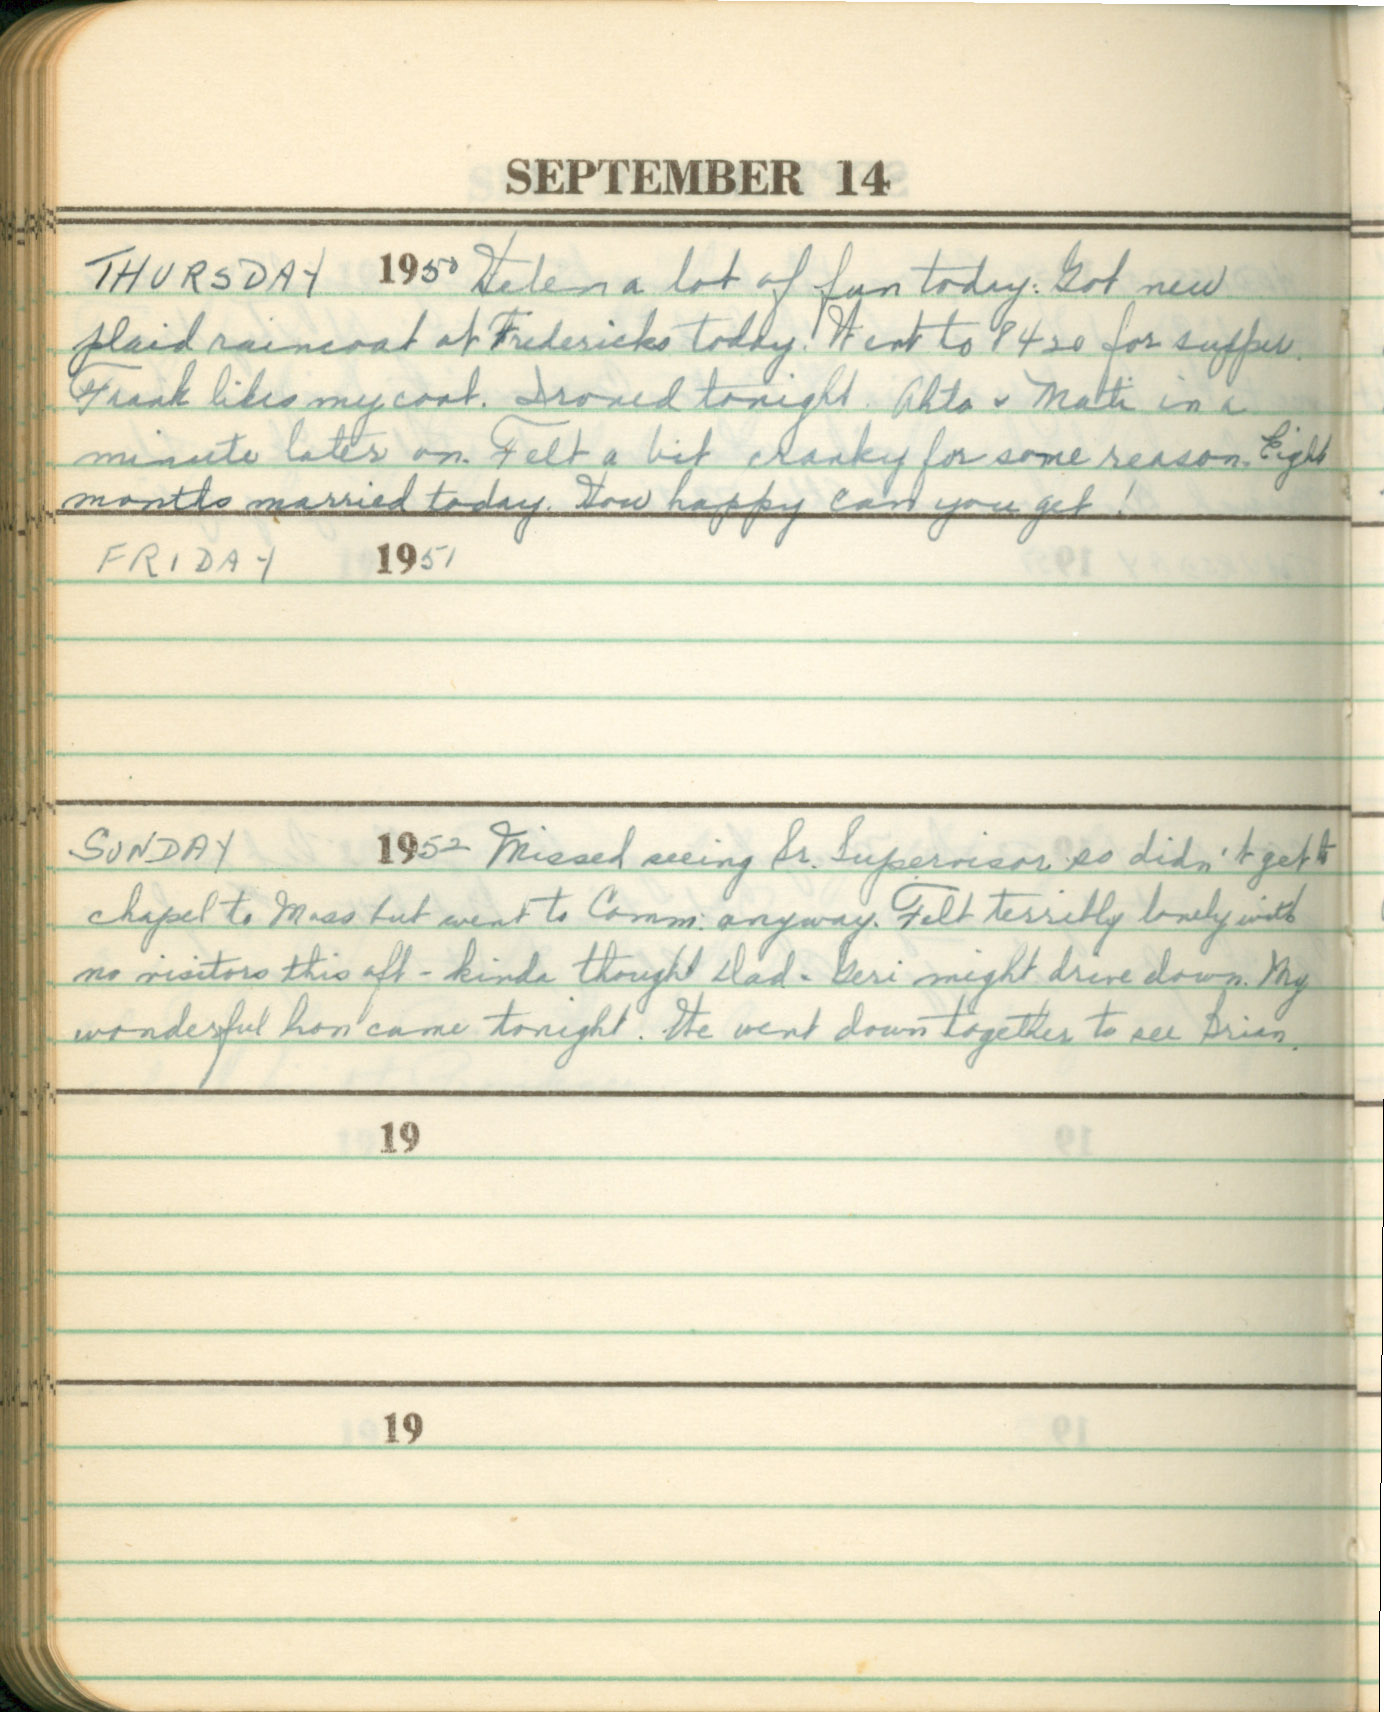 SEPTEMBER 14
THURSDAY 1950 Helen a lot of fun today. Got new
plaid raincoat at Fredericks today. Went to 8420 for supper.
Frank likes my coat. Ironed tonight. Ahto & Mati in a
minute later on. Felt a bit cranky for some reason. Eight
months married today. How happy can you get!
FRIDAY 1951
SUNDAY 1952 Missed seeing Sr. Supervisor so didn't get to
chapel to Mass but went to Comm. anyway. Felt terribly lonely with
no visitors this aft - kinda thought Dad - Geri might drive down. My
wonderful hon came tonight. We went down together to see Brian.
19
19